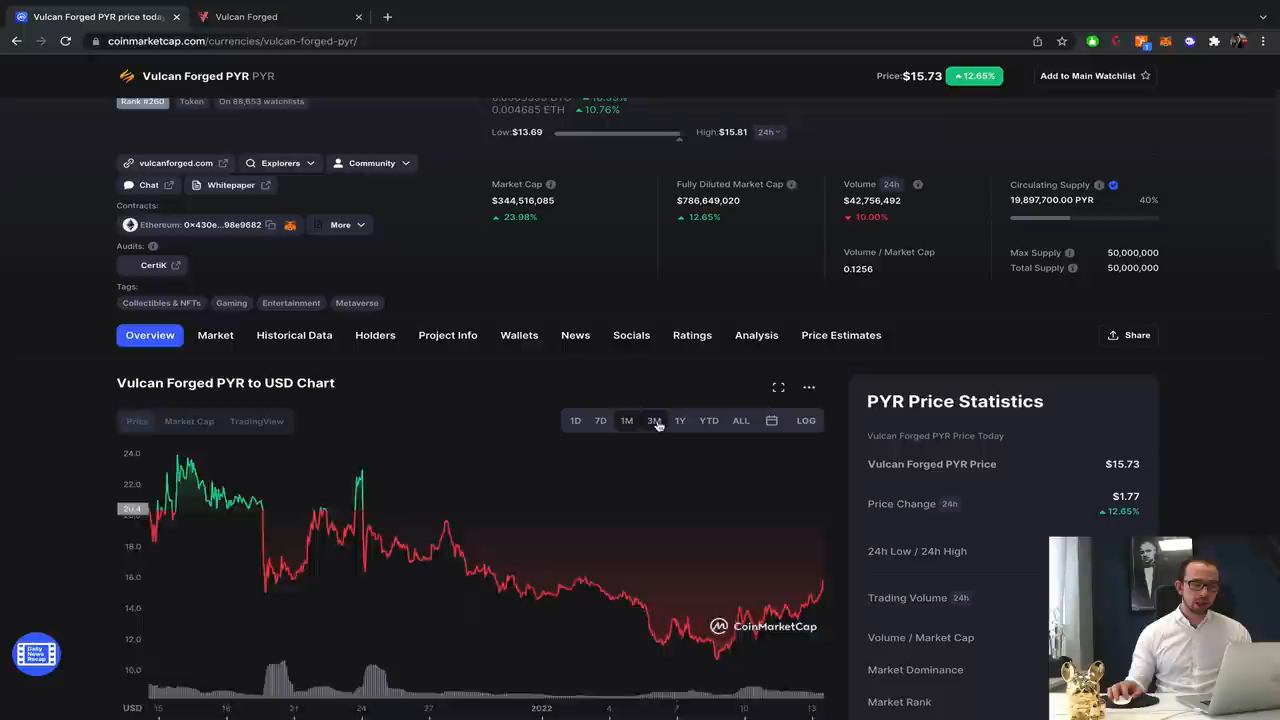 Vulcan Forged PYR price today
Vulcan Forged
coinmarketcap.com/currencies/vulcan-forged-pyr/
Vulcan Forged PYR PYR
Price: $15.73 12.65%
Add to Main Watchlist
Rank #260 Token On 88,653 watchlists
0.004685 ETH 10.76%
Low: $13.69 High: $15.81 24h
vulcanforged.com Explorers Community
Chat Whitepaper
Contracts:
Ethereum: 0x430e...98e9682 More
Audits:
CertiK
Tags:
Collectibles & NFTs Gaming Entertainment Metaverse
Market Cap
$344,516,085
23.98%
Fully Diluted Market Cap
$786,649,020
12.65%
Volume 24h
$42,756,492
10.00%
Volume / Market Cap
0.1256
Circulating Supply
19,897,700.00 PYR 40%
Max Supply 50,000,000
Total Supply 50,000,000
Overview Market Historical Data Holders Project Info Wallets News Socials Ratings Analysis Price Estimates Share
Vulcan Forged PYR to USD Chart
Price Market Cap TradingView
1D 7D 1M 3M 1Y YTD ALL LOG
24.0
22.0
20.4
18.0
16.0
14.0
12.0
10.0
CoinMarketCap
USD 15 18 21 24 27 2022 4 7 10 13
PYR Price Statistics
Vulcan Forged PYR Price Today
Vulcan Forged PYR Price $15.73
Price Change 24h $1.77
12.65%
24h Low / 24h High
Trading Volume 24h
Volume / Market Cap
Market Dominance
Market Rank
Daily
News
Recap